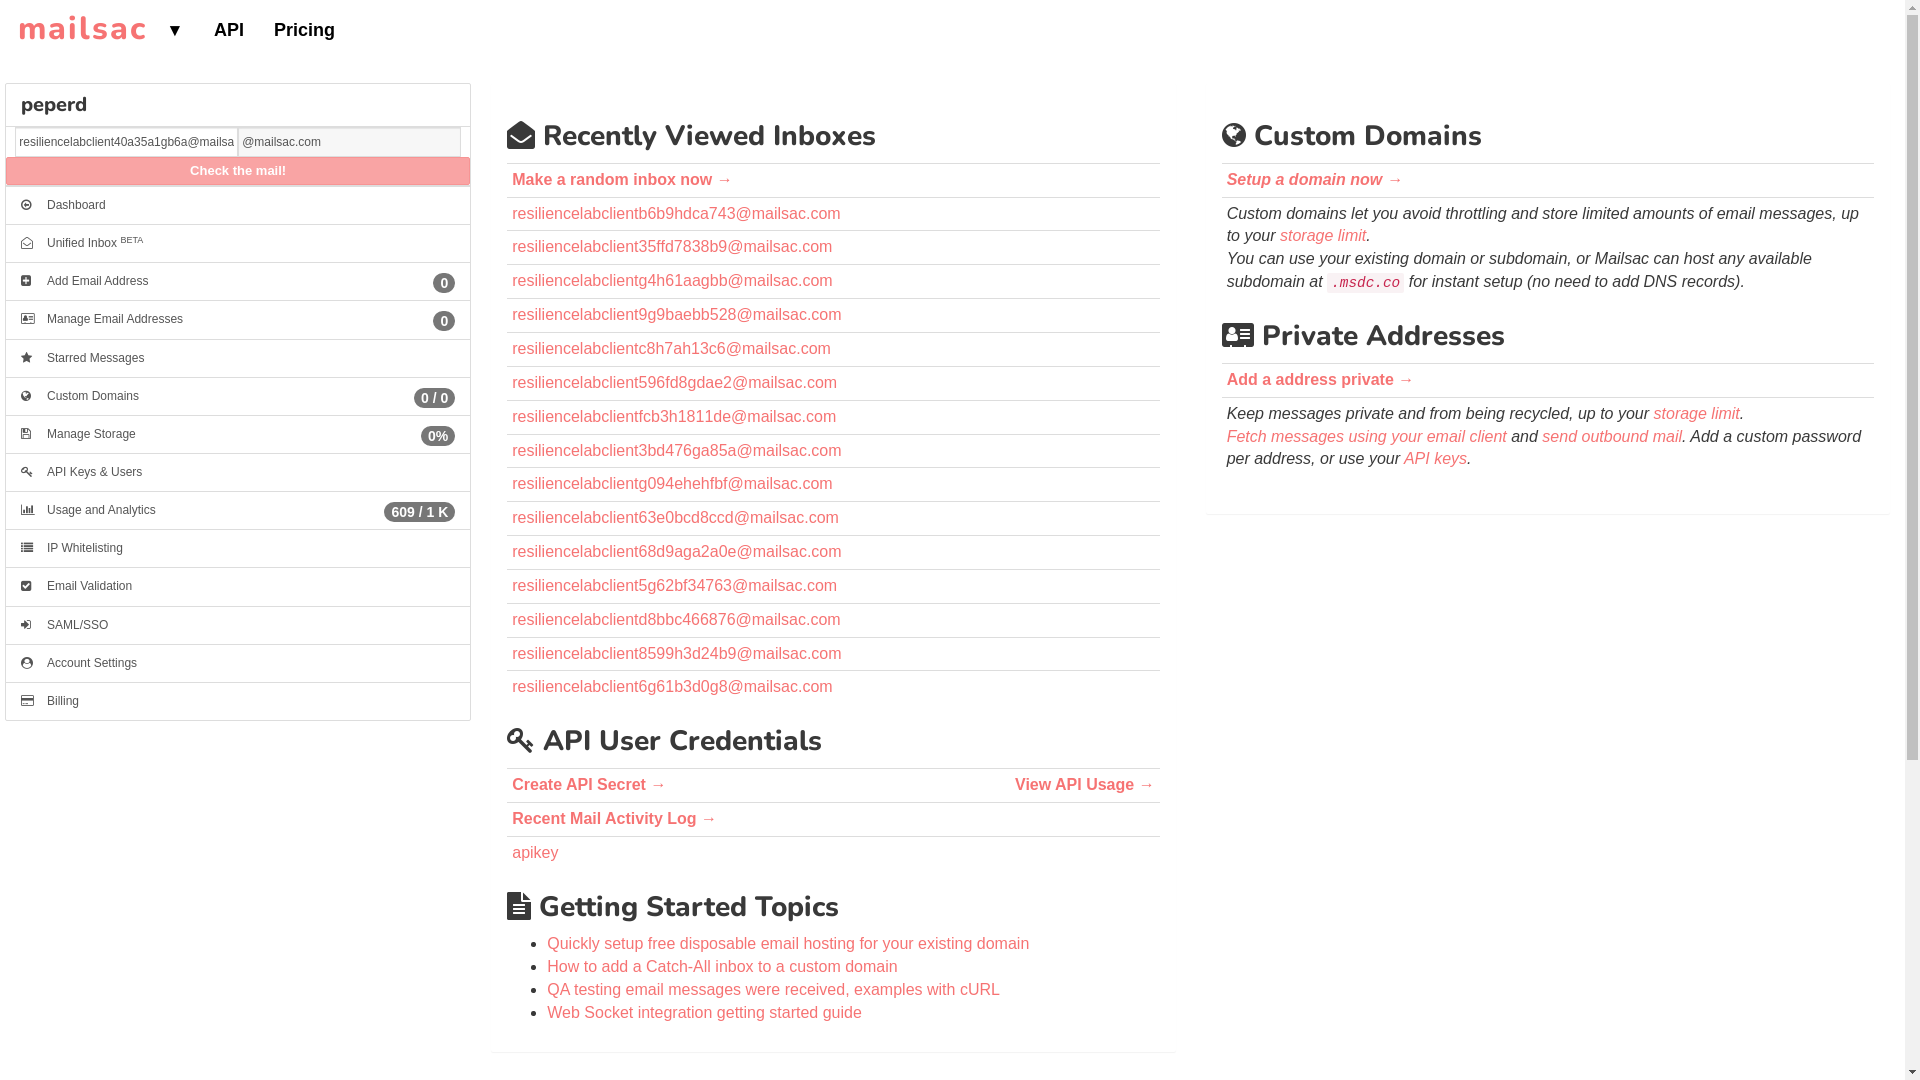 mailsac ▼ API Pricing
peperd
resiliencelabclient40a35a1gb6a@mailsa @mailsac.com
Check the mail!
Dashboard
Unified Inbox BETA
Add Email Address 0
Manage Email Addresses 0
Starred Messages
Custom Domains 0 / 0
Manage Storage 0%
API Keys & Users
Usage and Analytics 609 / 1 K
IP Whitelisting
Email Validation
SAML/SSO
Account Settings
Billing
Recently Viewed Inboxes
Make a random inbox now →
resiliencelabclientb6b9hdca743@mailsac.com
resiliencelabclient35ffd7838b9@mailsac.com
resiliencelabclientg4h61aagbb@mailsac.com
resiliencelabclient9g9baebb528@mailsac.com
resiliencelabclientc8h7ah13c6@mailsac.com
resiliencelabclient596fd8gdae2@mailsac.com
resiliencelabclientfcb3h1811de@mailsac.com
resiliencelabclient3bd476ga85a@mailsac.com
resiliencelabclientg094ehehfbf@mailsac.com
resiliencelabclient63e0bcd8ccd@mailsac.com
resiliencelabclient68d9aga2a0e@mailsac.com
resiliencelabclient5g62bf34763@mailsac.com
resiliencelabclientd8bbc466876@mailsac.com
resiliencelabclient8599h3d24b9@mailsac.com
resiliencelabclient6g61b3d0g8@mailsac.com
API User Credentials
Create API Secret → View API Usage →
Recent Mail Activity Log →
apikey
Getting Started Topics
Quickly setup free disposable email hosting for your existing domain
How to add a Catch-All inbox to a custom domain
QA testing email messages were received, examples with cURL
Web Socket integration getting started guide
Custom Domains
Setup a domain now →
Custom domains let you avoid throttling and store limited amounts of email messages, up
to your storage limit.
You can use your existing domain or subdomain, or Mailsac can host any available
subdomain at .msdc.co for instant setup (no need to add DNS records).
Private Addresses
Add a address private →
Keep messages private and from being recycled, up to your storage limit.
Fetch messages using your email client and send outbound mail. Add a custom password
per address, or use your API keys.